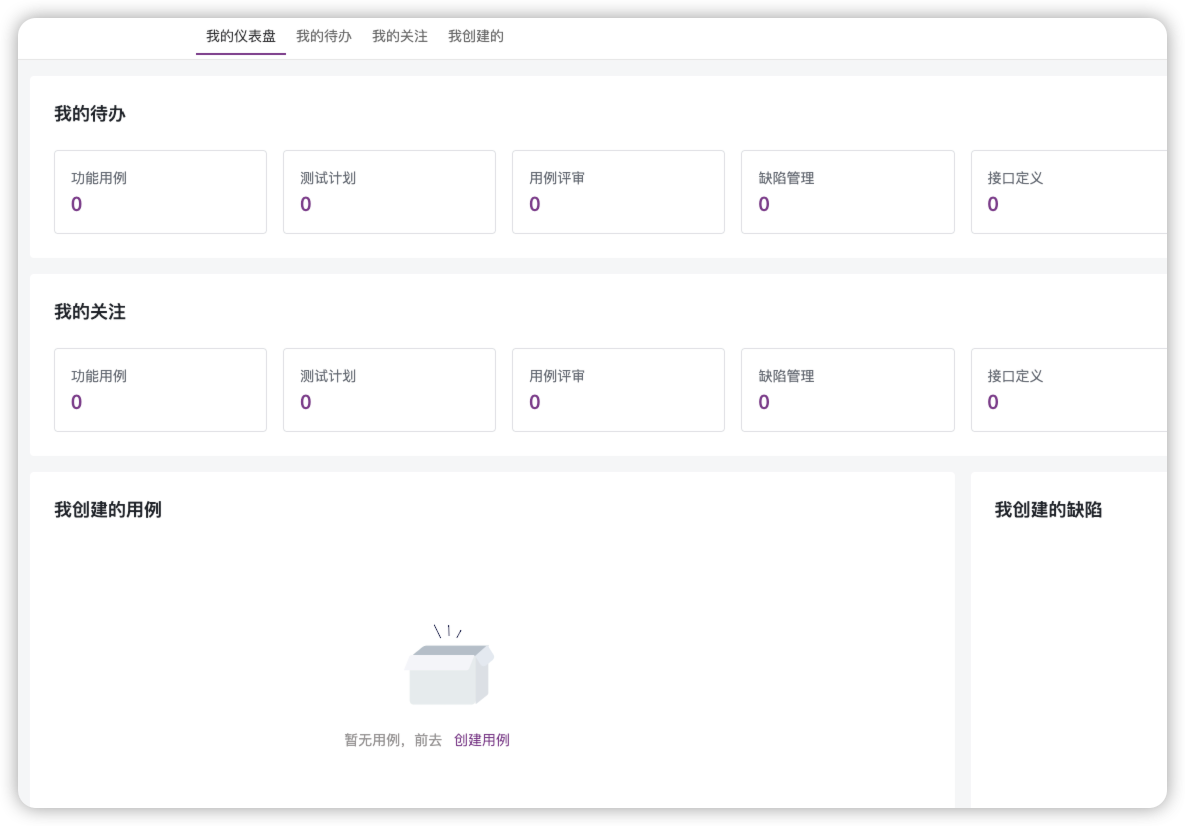 我的仪表盘 我的待办 我的关注 我创建的
我的待办
功能用例 测试计划 用例评审 缺陷管理 接口定义
0 0 0 0 0
我的关注
功能用例 测试计划 用例评审 缺陷管理 接口定义
0 0 0 0 0
我创建的用例 我创建的缺陷
暂无用例，前去 创建用例